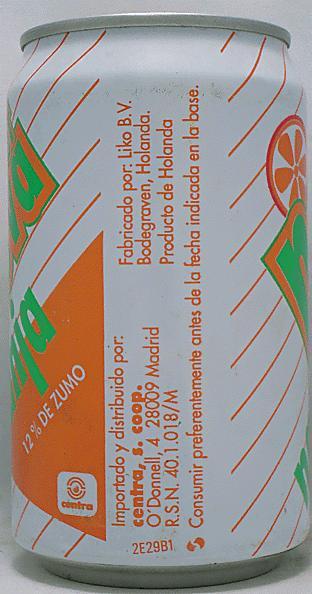 12% DE ZUMO
centra
Importado y distribuido por:
centra, s. coop.
O'Donnell, 4 28009 Madrid
R.S.N. 40.1.018/M
Fabricado por: Liko B.V.
Bodegraven, Holanda.
Producto de Holanda
Consumir preferentemente antes de la fecha indicada en la base.
2E29B1